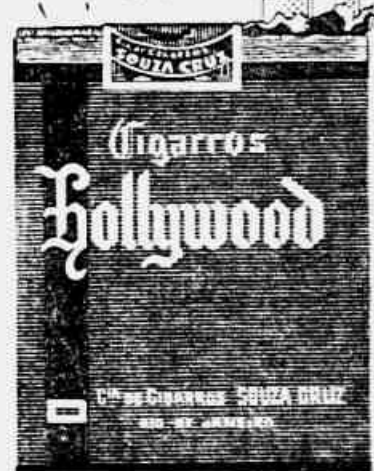 SOUZA CRUZ
Cigarros
Hollywood
CIA DE CIGARROS SOUZA CRUZ
RIO DE JANEIRO